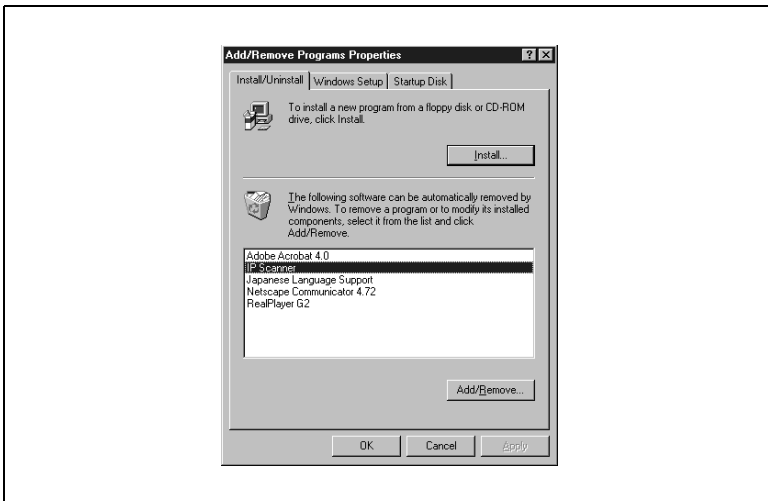 Add/Remove Programs Properties
Install/Uninstall Windows Setup Startup Disk
To install a new program from a floppy disk or CD-ROM
drive, click Install.
Install...
The following software can be automatically removed by
Windows. To remove a program or to modify its installed
components, select it from the list and click
Add/Remove.
Adobe Acrobat 4.0
IP Scanner
Japanese Language Support
Netscape Communicator 4.72
RealPlayer G2
Add/Remove...
OK Cancel Apply